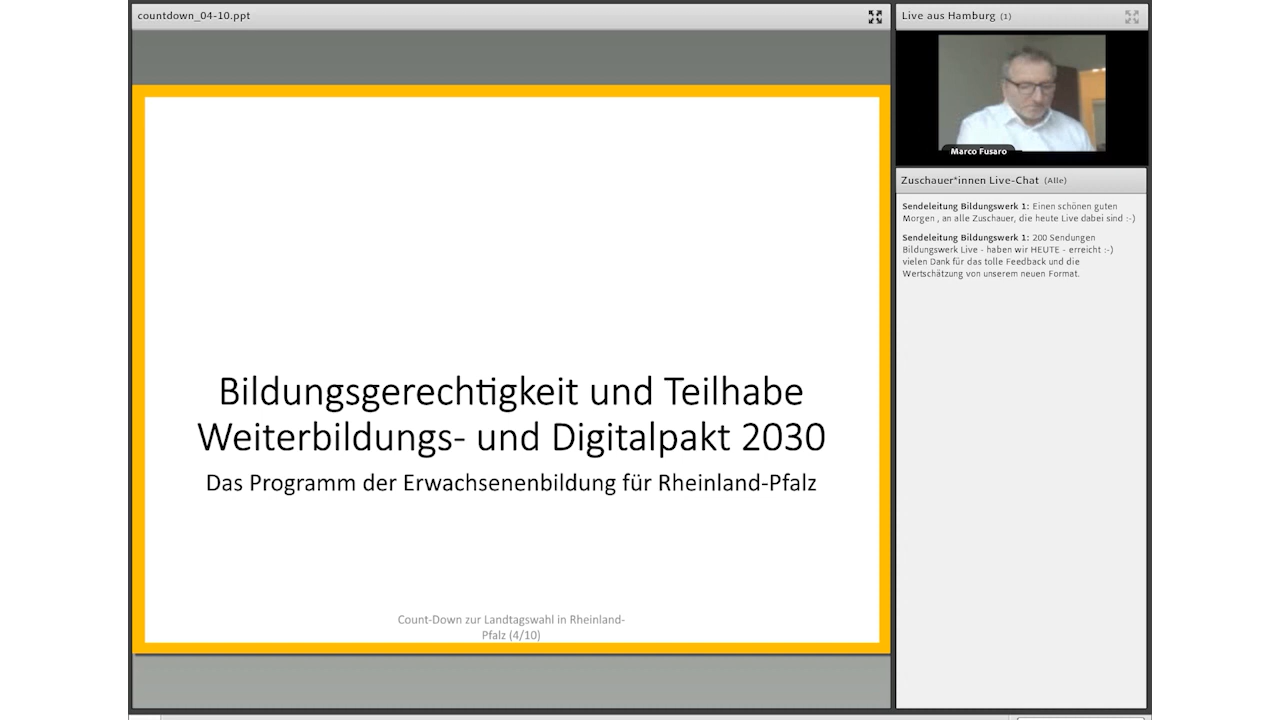 countdown_04-10.ppt
Bildungsgerechtigkeit und Teilhabe
Weiterbildungs- und Digitalpakt 2030
Das Programm der Erwachsenenbildung für Rheinland-Pfalz
Count-Down zur Landtagswahl in Rheinland-
Pfalz (4/10)
Live aus Hamburg (1)
Marco Fusaro
Zuschauer*innen Live-Chat (Alle)
Sendeleitung Bildungswerk 1: Einen schönen guten
Morgen , an alle Zuschauer, die heute Live dabei sind :-)
Sendeleitung Bildungswerk 1: 200 Sendungen
Bildungswerk Live - haben wir HEUTE - erreicht :-)
vielen Dank für das tolle Feedback und die
Wertschätzung von unserem neuen Format.